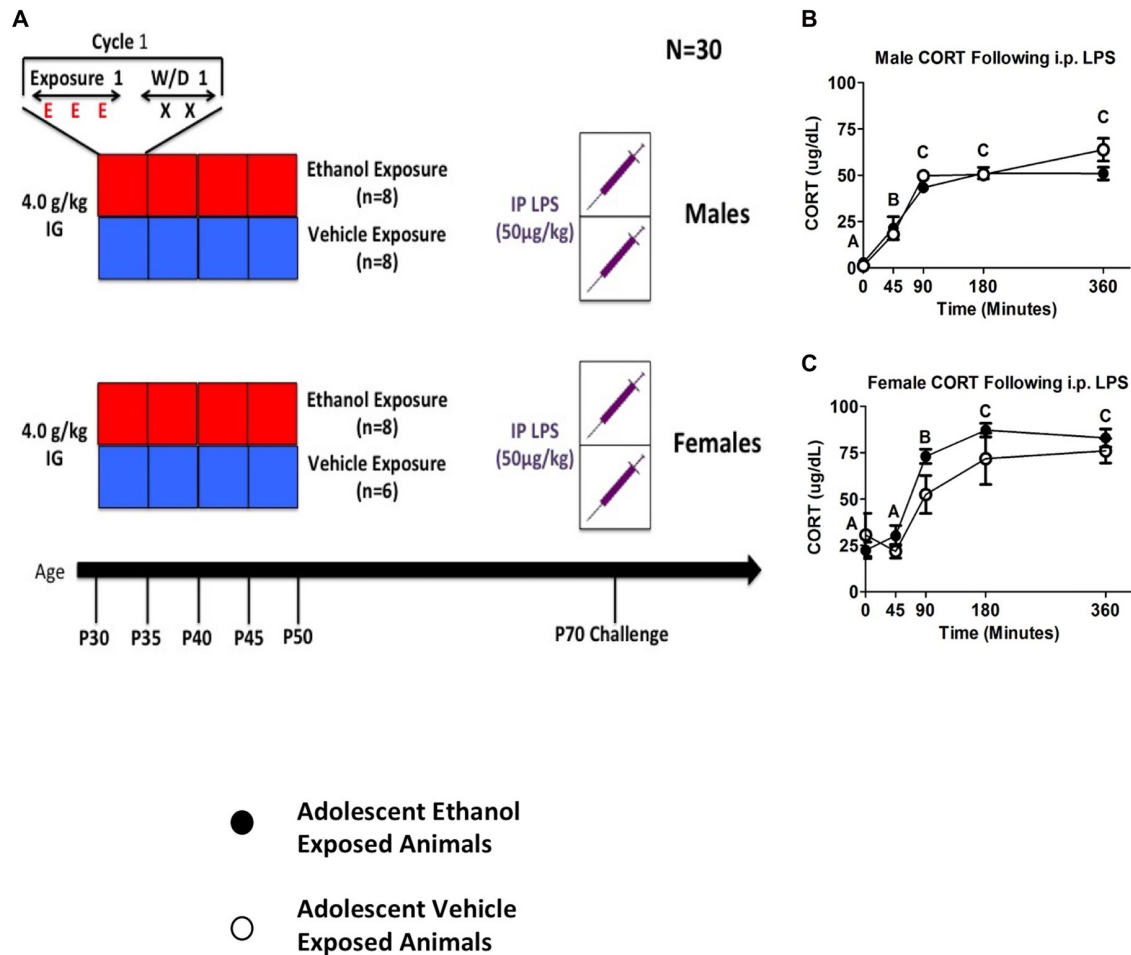 A
Cycle 1
Exposure 1 W/D 1
E E E X X
N=30
4.0 g/kg
IG
Ethanol Exposure
(n=8)
Vehicle Exposure
(n=8)
IP LPS
(50µg/kg)
Males
4.0 g/kg
IG
Ethanol Exposure
(n=8)
Vehicle Exposure
(n=6)
IP LPS
(50µg/kg)
Females
Age
P30 P35 P40 P45 P50 P70 Challenge
B
Male CORT Following i.p. LPS
CORT (ug/dL)
100
75
50
25
0
A B C C C
0 45 90 180 360
Time (Minutes)
C
Female CORT Following i.p. LPS
CORT (ug/dL)
100
75
50
25
0
A A B C C
0 45 90 180 360
Time (Minutes)
Adolescent Ethanol
Exposed Animals
Adolescent Vehicle
Exposed Animals